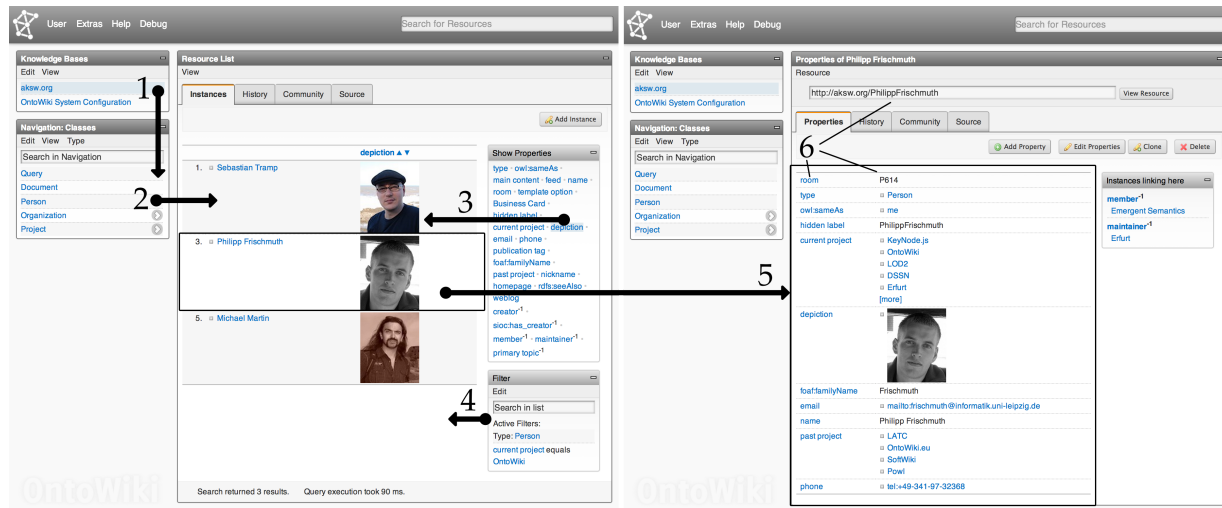 User Extras Help Debug
Search for Resources
Knowledge Bases
Edit View
aksw.org
OntoWiki System Configuration
Navigation: Classes
Edit View Type
Search in Navigation
Query
Document
Person
Organization
Project
1
2
Resource List
View
Instances History Community Source
Add Instance
depiction ▲ ▼
1. Sebastian Tramp
3. Philipp Frischmuth
5. Michael Martin
3
Show Properties
type · owl:sameAs ·
main content · feed · name ·
room · template option ·
Business Card ·
hidden label ·
current project · depiction ·
email · phone ·
publication tag ·
foaf:familyName ·
past project · nickname ·
homepage · rdfs:seeAlso ·
weblog
creator-1 ·
sioc:has_creator-1 ·
member-1 · maintainer-1 ·
primary topic-1
4
Filter
Edit
Search in list
Active Filters:
Type: Person
current project equals
OntoWiki
Search returned 3 results. Query execution took 90 ms.
OntoWiki
5
User Extras Help Debug
Search for Resources
Knowledge Bases
Edit View
aksw.org
OntoWiki System Configuration
Navigation: Classes
Edit View Type
Search in Navigation
Query
Document
Person
Organization
Project
OntoWiki
Properties of Philipp Frischmuth
Resource
http://aksw.org/PhilippFrischmuth View Resource
Properties History Community Source
6
Add Property Edit Properties Clone Delete
room P614
type Person
owl:sameAs me
hidden label PhilippFrischmuth
current project KeyNode.js
OntoWiki
LOD2
DSSN
Erfurt
[more]
depiction
foaf:familyName Frischmuth
email mailto:frischmuth@informatik.uni-leipzig.de
name Philipp Frischmuth
past project LATC
OntoWiki.eu
SoftWiki
Powl
phone tel:+49-341-97-32368
Instances linking here
member-1
Emergent Semantics
maintainer-1
Erfurt